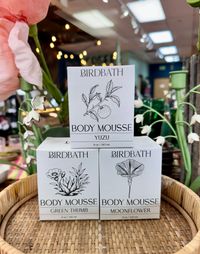 BIRDBATH
BODY MOUSSE
YUZU
BIRDBATH
BODY MOUSSE
GREEN THUMB
BIRDBATH
BODY MOUSSE
MOONFLOWER